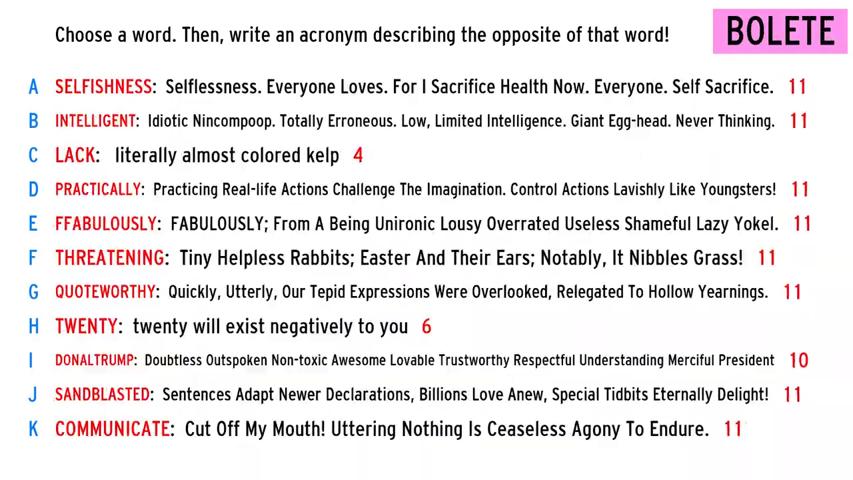 Choose a word. Then, write an acronym describing the opposite of that word!
BOLETE
A SELFISHNESS: Selflessness. Everyone Loves. For I Sacrifice Health Now. Everyone. Self Sacrifice. 11
B INTELLIGENT: Idiotic Nincompoop. Totally Erroneous. Low, Limited Intelligence. Giant Egg-head. Never Thinking. 11
C LACK: literally almost colored kelp 4
D PRACTICALLY: Practicing Real-life Actions Challenge The Imagination. Control Actions Lavishly Like Youngsters! 11
E FFABULOUSLY: FABULOUSLY; From A Being Unironic Lousy Overrated Useless Shameful Lazy Yokel. 11
F THREATENING: Tiny Helpless Rabbits; Easter And Their Ears; Notably, It Nibbles Grass! 11
G QUOTEWORTHY: Quickly, Utterly, Our Tepid Expressions Were Overlooked, Relegated To Hollow Yearnings. 11
H TWENTY: twenty will exist negatively to you 6
I DONALTRUMP: Doubtless Outspoken Non-toxic Awesome Lovable Trustworthy Respectful Understanding Merciful President 10
J SANDBLASTED: Sentences Adapt Newer Declarations, Billions Love Anew, Special Tidbits Eternally Delight! 11
K COMMUNICATE: Cut Off My Mouth! Uttering Nothing Is Ceaseless Agony To Endure. 11